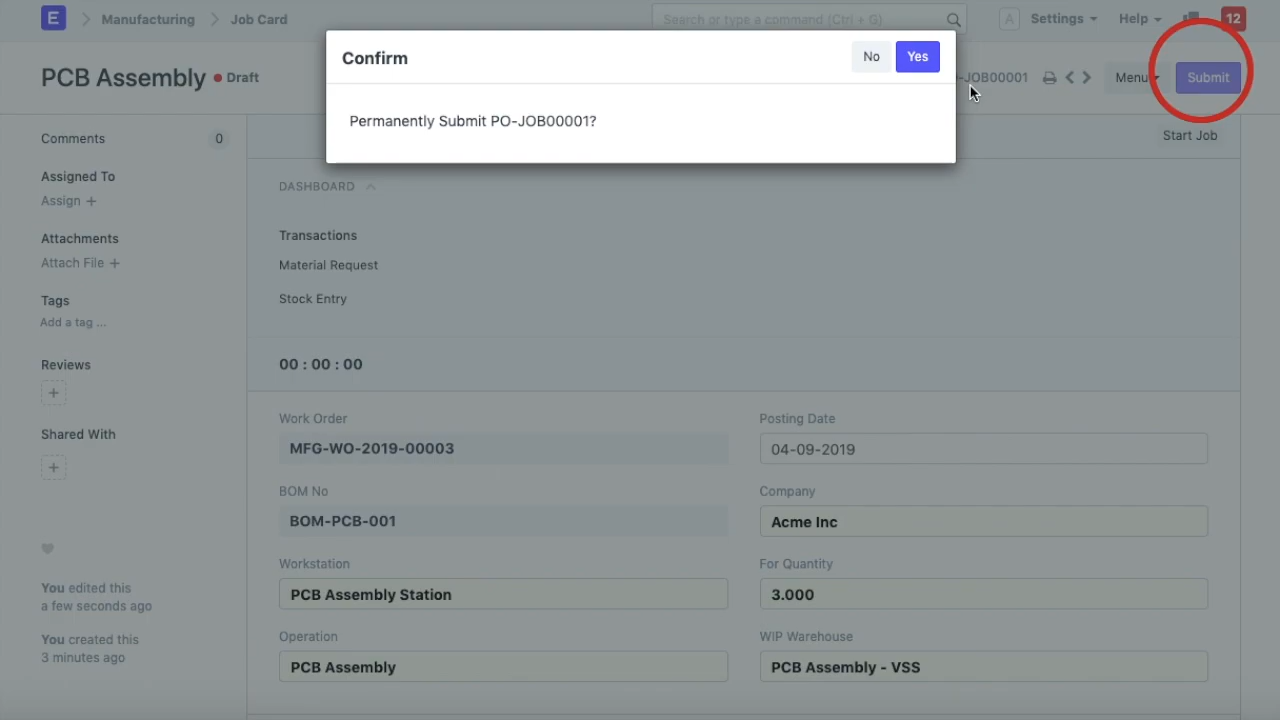 E
Manufacturing
Job Card
Search or type a command (Ctrl + G)
A
Settings
Help
12
Confirm
No
Yes
PCB Assembly
Draft
-JOB00001
Menu
Submit
Permanently Submit PO-JOB00001?
Comments
0
Start Job
Assigned To
Assign +
DASHBOARD
Attachments
Attach File +
Transactions
Material Request
Stock Entry
Tags
Add a tag ...
Reviews
+
00 : 00 : 00
Shared With
+
Work Order
MFG-WO-2019-00003
Posting Date
04-09-2019
BOM No
BOM-PCB-001
Company
Acme Inc
Workstation
PCB Assembly Station
For Quantity
3.000
Operation
PCB Assembly
WIP Warehouse
PCB Assembly - VSS
You edited this
a few seconds ago
You created this
3 minutes ago